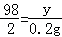 98/2 = y/0.2g